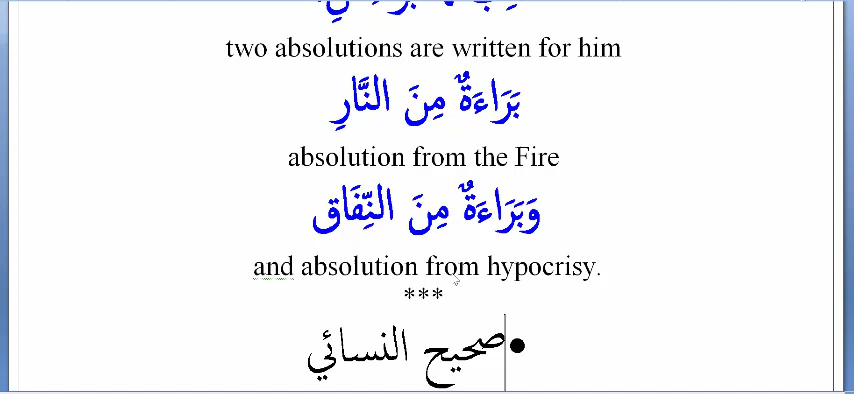 two absolutions are written for him
بَرَاءَةٌ مِنَ النَّارِ
absolution from the Fire
وَبَرَاءَةٌ مِنَ النِّفَاق
and absolution from hypocrisy.
***
● صحيح النسائي